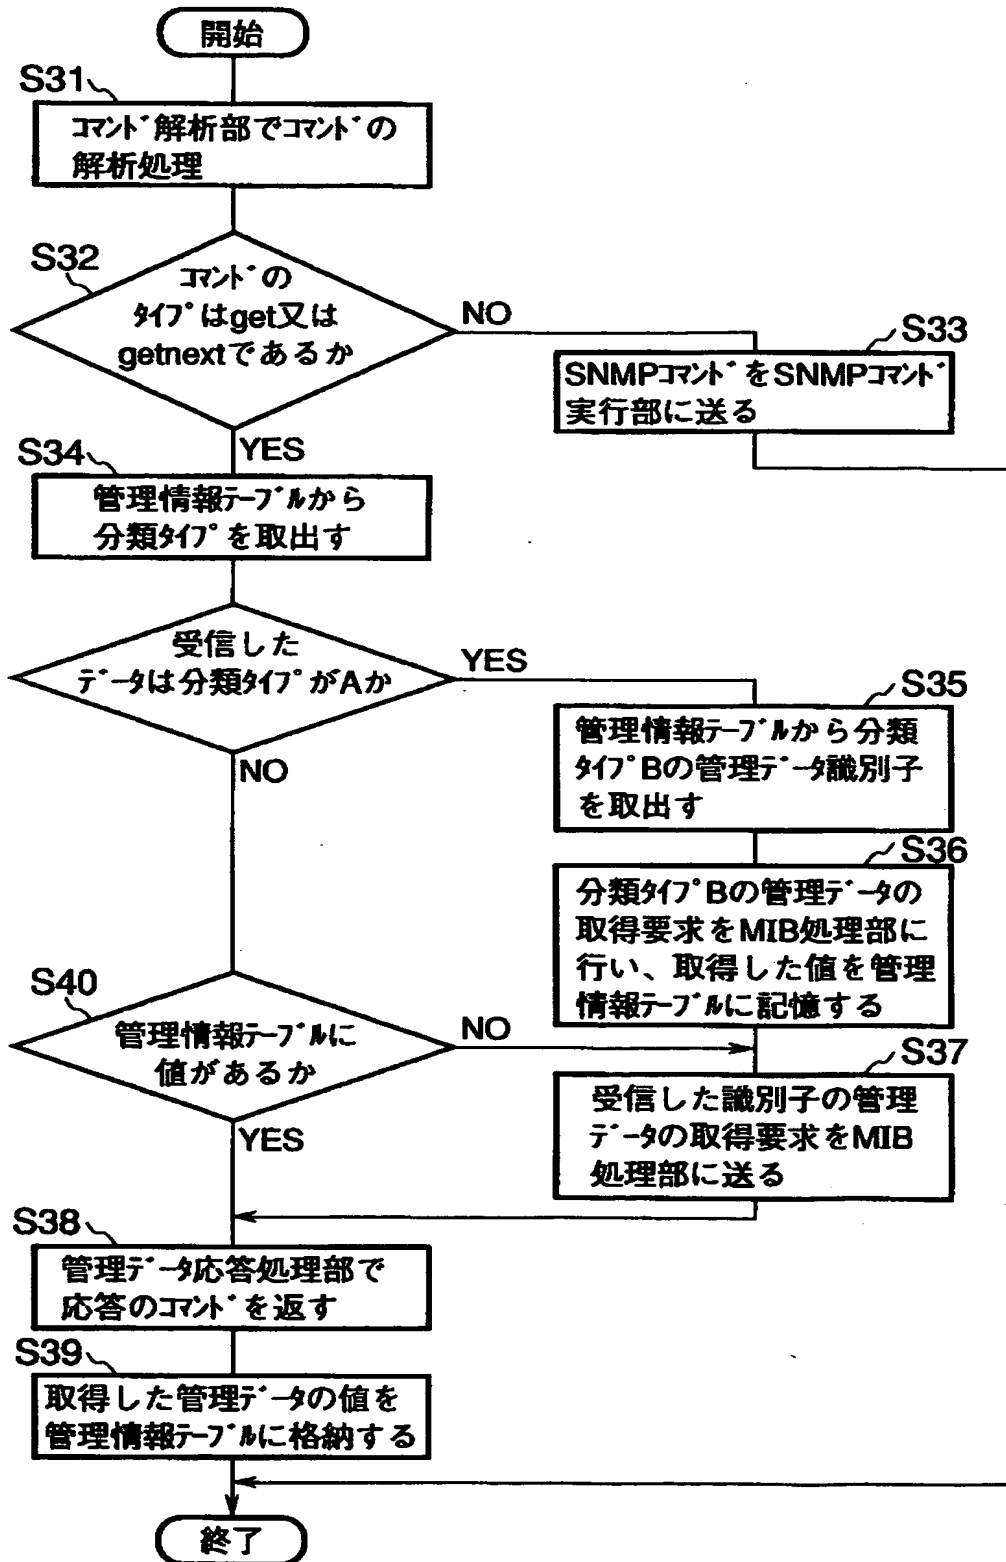 開始
S31
コマンド解析部でコマンドの
解析処理
S32
コマンドの
タイプはget又は
getnextであるか
NO
S33
SNMPコマンドをSNMPコマンド
実行部に送る
YES
S34
管理情報テーブルから
分類タイプを取出す
受信した
データは分類タイプがAか
YES
S35
管理情報テーブルから分類
タイプBの管理データ識別子
を取出す
NO
S36
分類タイプBの管理データの
取得要求をMIB処理部に
行い、取得した値を管理
情報テーブルに記憶する
S40
管理情報テーブルに
値があるか
NO
S37
受信した識別子の管理
データの取得要求をMIB
処理部に送る
YES
S38
管理データ応答処理部で
応答のコマンドを返す
S39
取得した管理データの値を
管理情報テーブルに格納する
終了